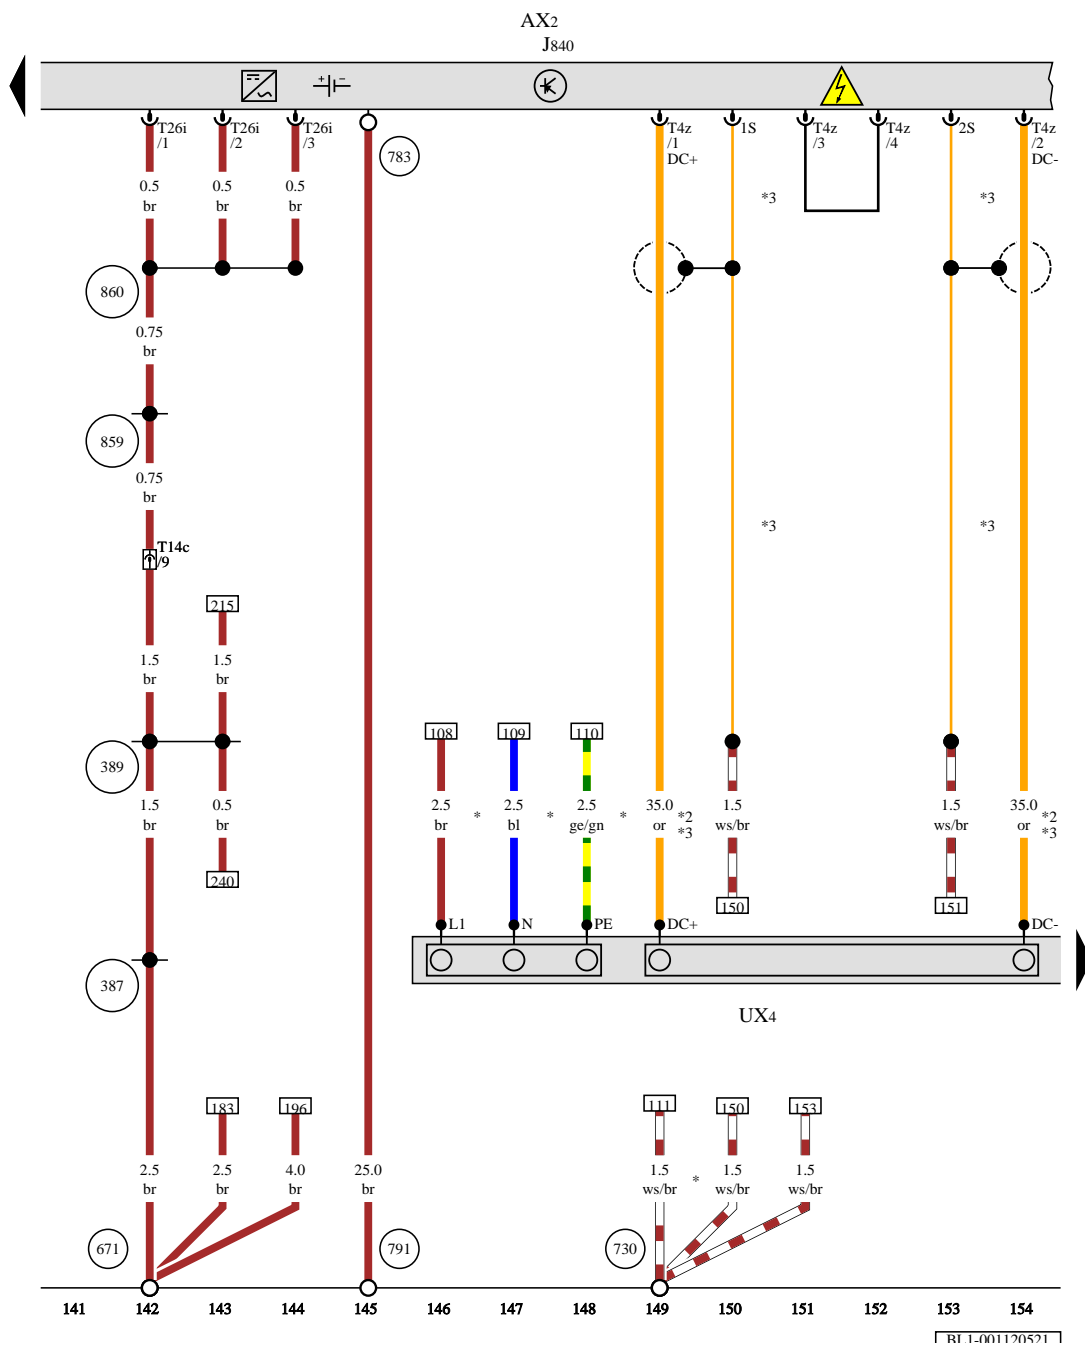 AX2
J840
T26i
/1
T26i
/2
T26i
/3
783
T4z
/1
DC+
1S
T4z
/3
T4z
/4
2S
T4z
/2
DC-
0.5
br
0.5
br
0.5
br
*3
*3
860
0.75
br
859
0.75
br
*3
*3
T14c
/9
215
1.5
br
1.5
br
389
108
109
110
1.5
br
0.5
br
2.5
br
*
2.5
bl
*
2.5
ge/gn
*
35.0
or
*2
*3
1.5
ws/br
1.5
ws/br
35.0
or
*2
*3
240
150
151
L1
N
PE
DC+
DC-
387
UX4
183
196
111
150
153
2.5
br
2.5
br
4.0
br
25.0
br
1.5
ws/br
*
1.5
ws/br
1.5
ws/br
671
791
730
141 142 143 144 145 146 147 148 149 150 151 152 153 154
BL1-001120521